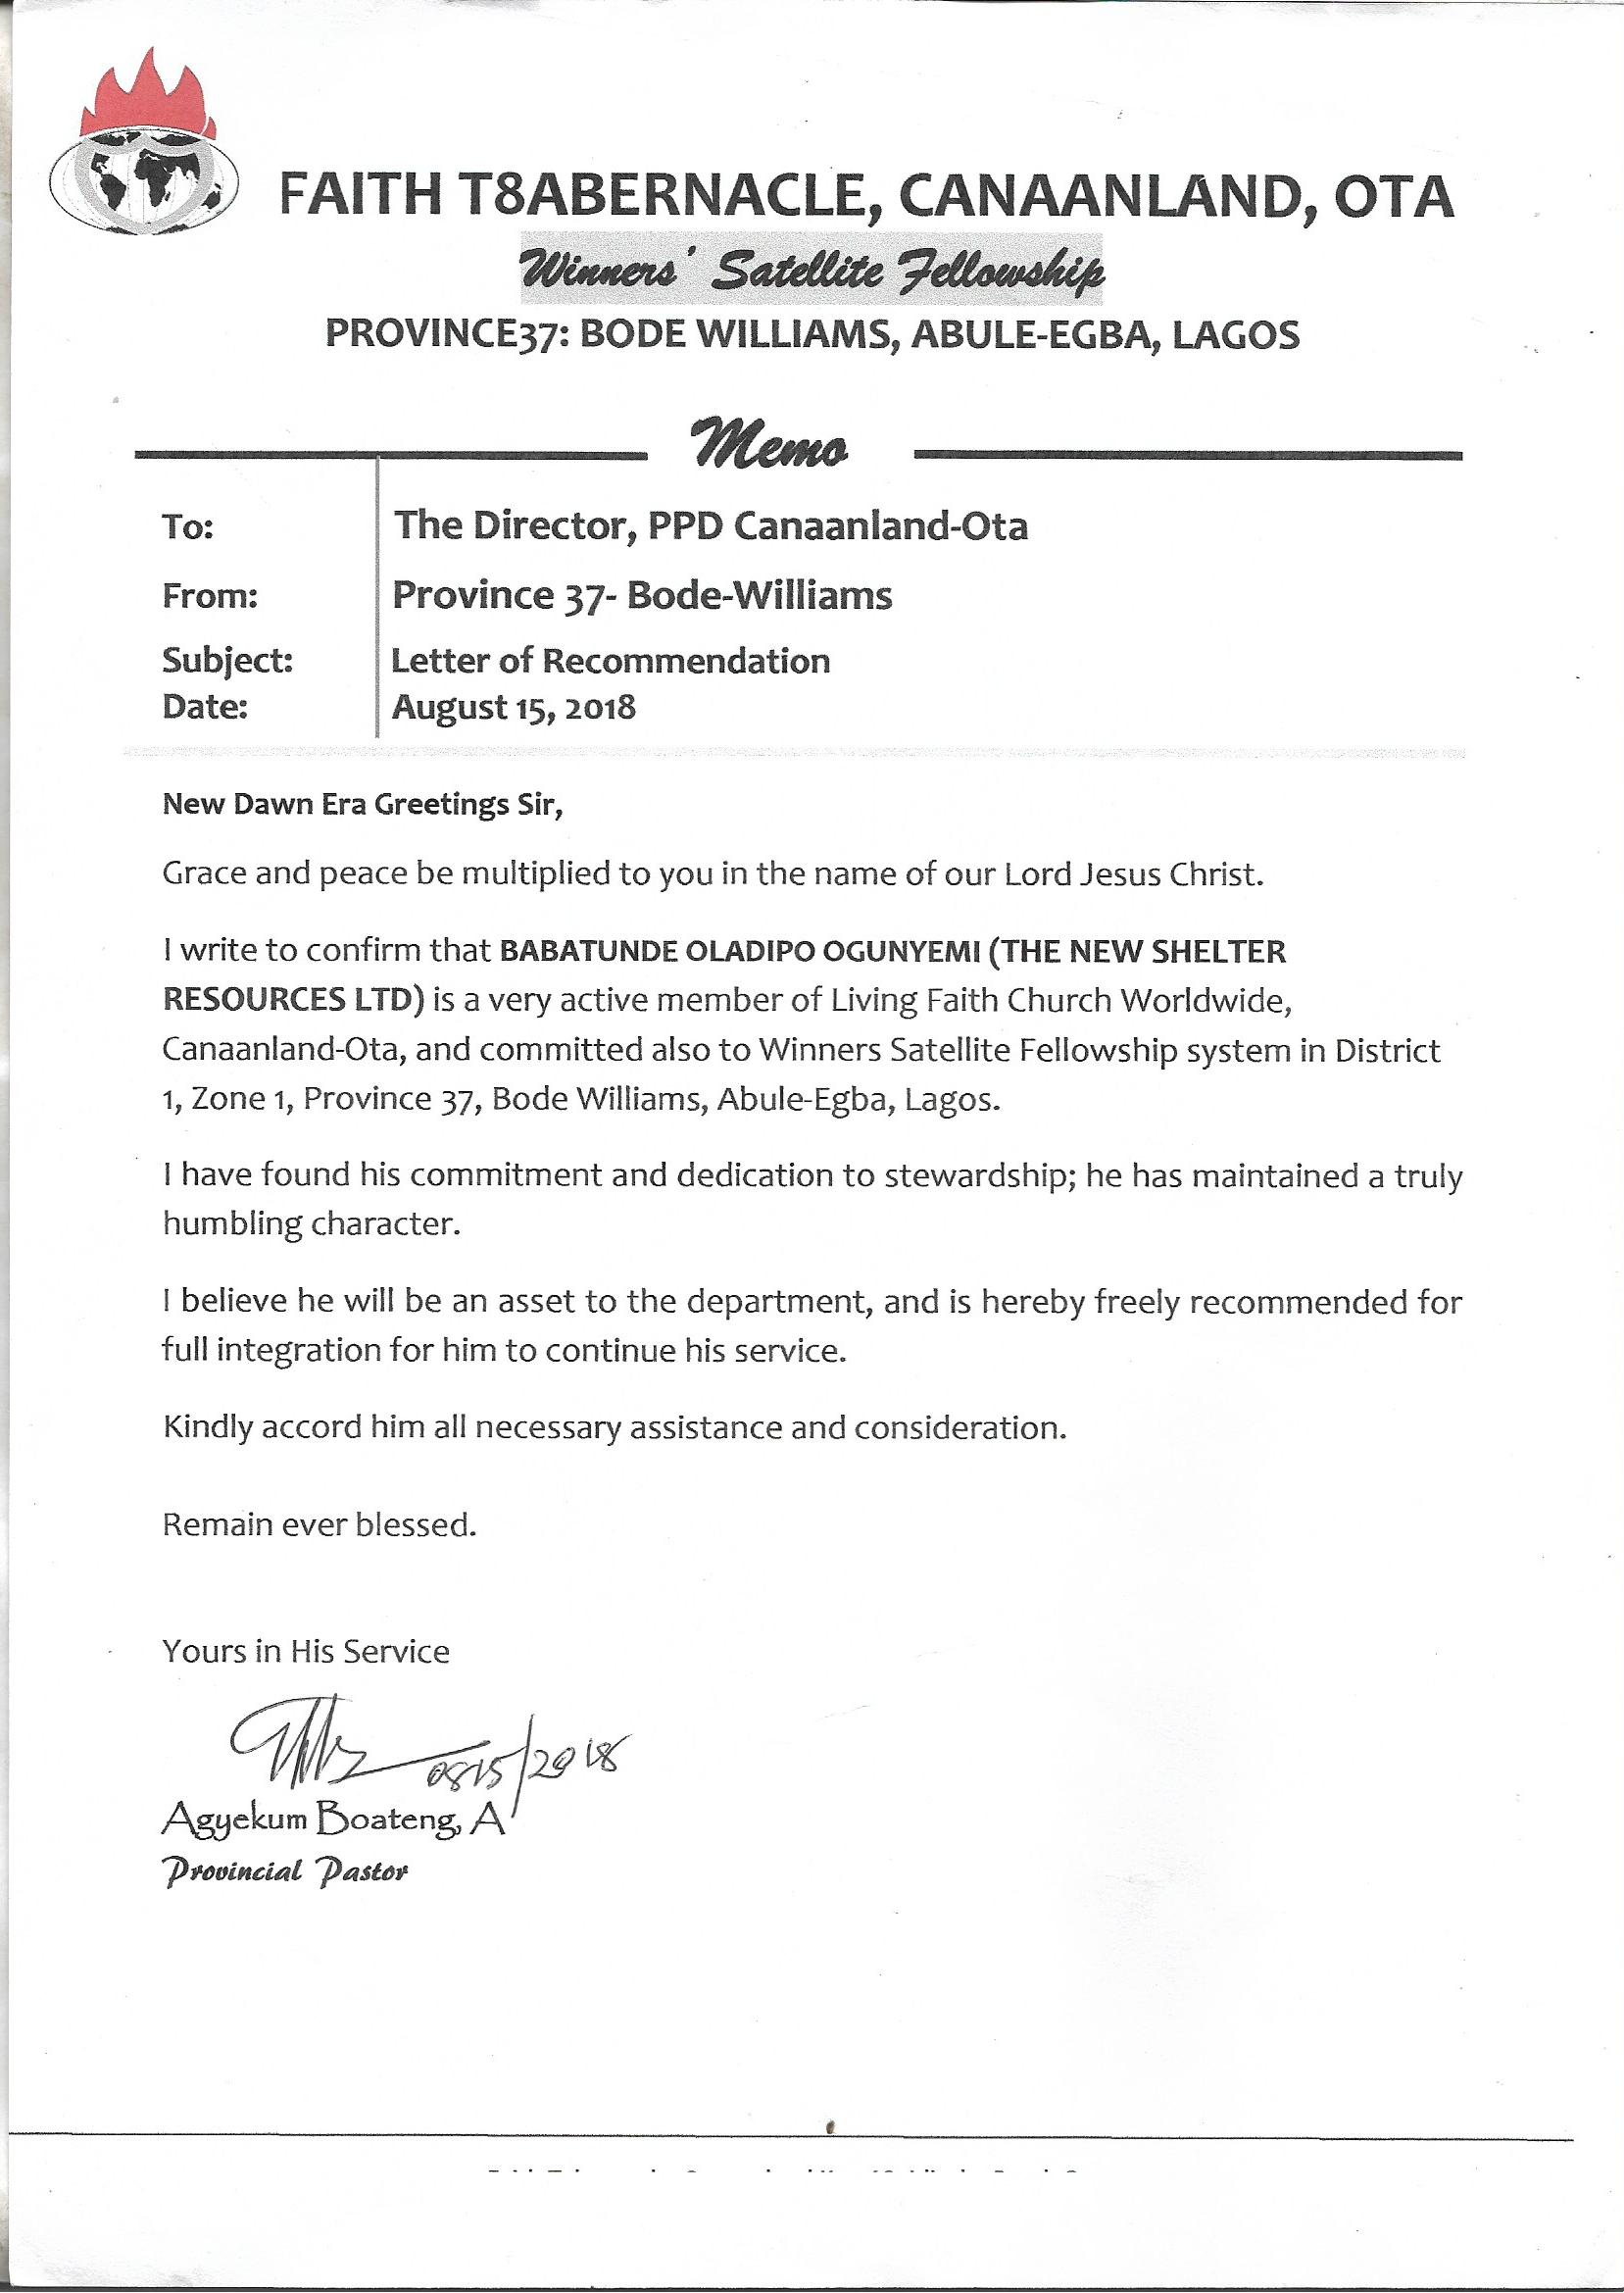 FAITH T8ABERNACLE, CANAANLAND, OTA
Winners' Satellite Fellowship
PROVINCE37: BODE WILLIAMS, ABULE-EGBA, LAGOS
Memo
To: The Director, PPD Canaanland-Ota
From: Province 37- Bode-Williams
Subject: Letter of Recommendation
Date: August 15, 2018
New Dawn Era Greetings Sir,
Grace and peace be multiplied to you in the name of our Lord Jesus Christ.
I write to confirm that BABATUNDE OLADIPO OGUNYEMI (THE NEW SHELTER
RESOURCES LTD) is a very active member of Living Faith Church Worldwide,
Canaanland-Ota, and committed also to Winners Satellite Fellowship system in District
1, Zone 1, Province 37, Bode Williams, Abule-Egba, Lagos.
I have found his commitment and dedication to stewardship; he has maintained a truly
humbling character.
I believe he will be an asset to the department, and is hereby freely recommended for
full integration for him to continue his service.
Kindly accord him all necessary assistance and consideration.
Remain ever blessed.
Yours in His Service
0815/2018
Agyekum Boateng, A
Provincial Pastor